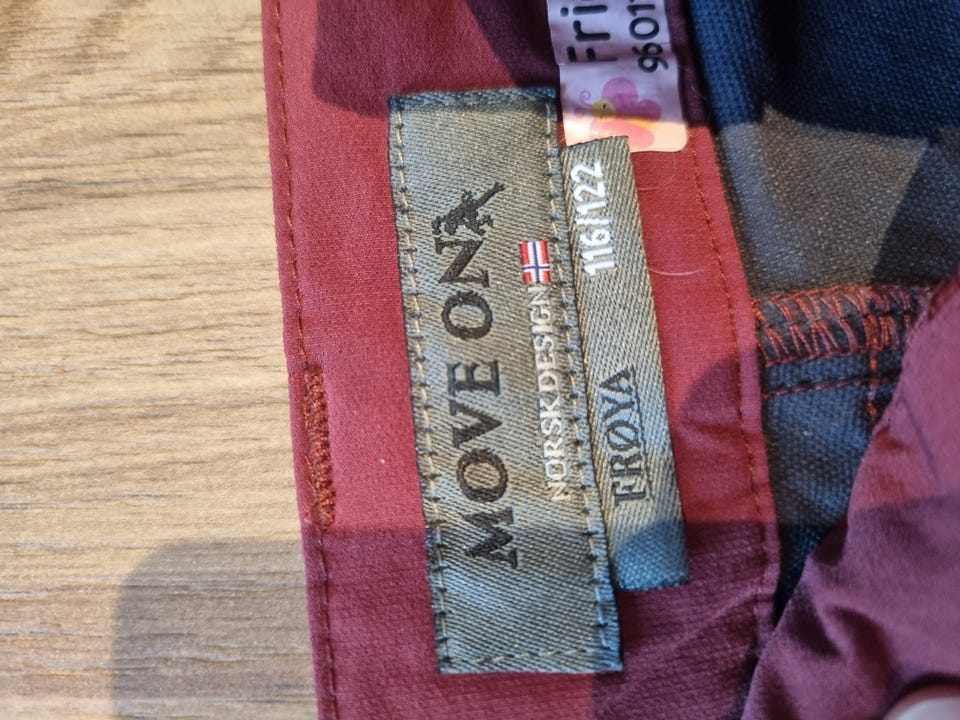 MOVE ON
NORSK DESIGN
116/122
FRØYA